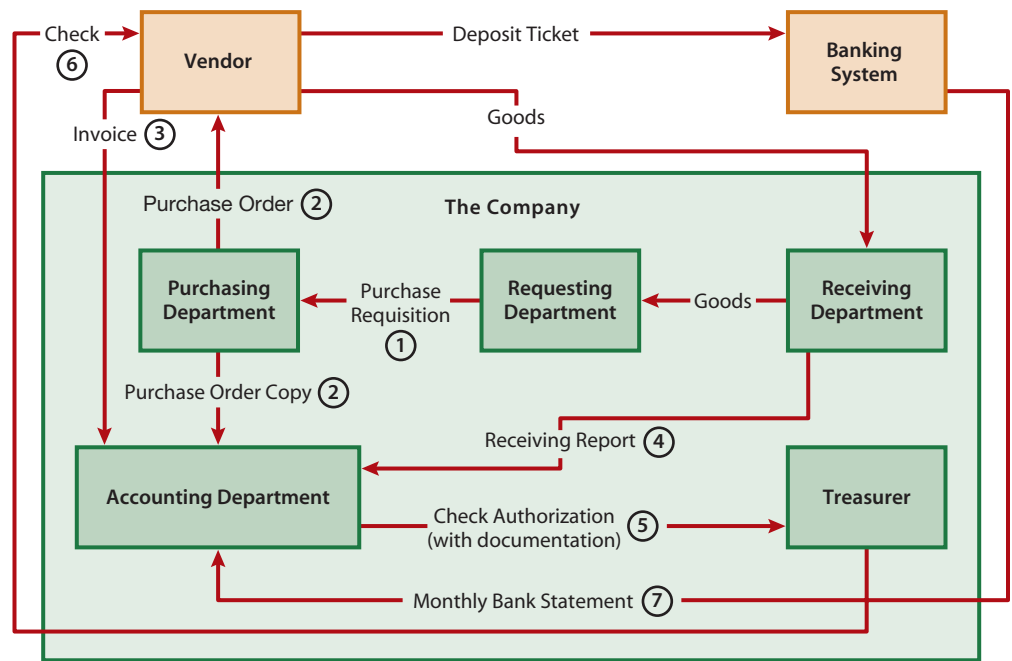 Check
6
Vendor
Deposit Ticket
Banking
System
Invoice 3
Goods
Purchase Order 2
The Company
Purchasing
Department
Purchase
Requisition
1
Requesting
Department
Goods
Receiving
Department
Purchase Order Copy 2
Receiving Report 4
Accounting Department
Check Authorization
(with documentation) 5
Treasurer
Monthly Bank Statement 7